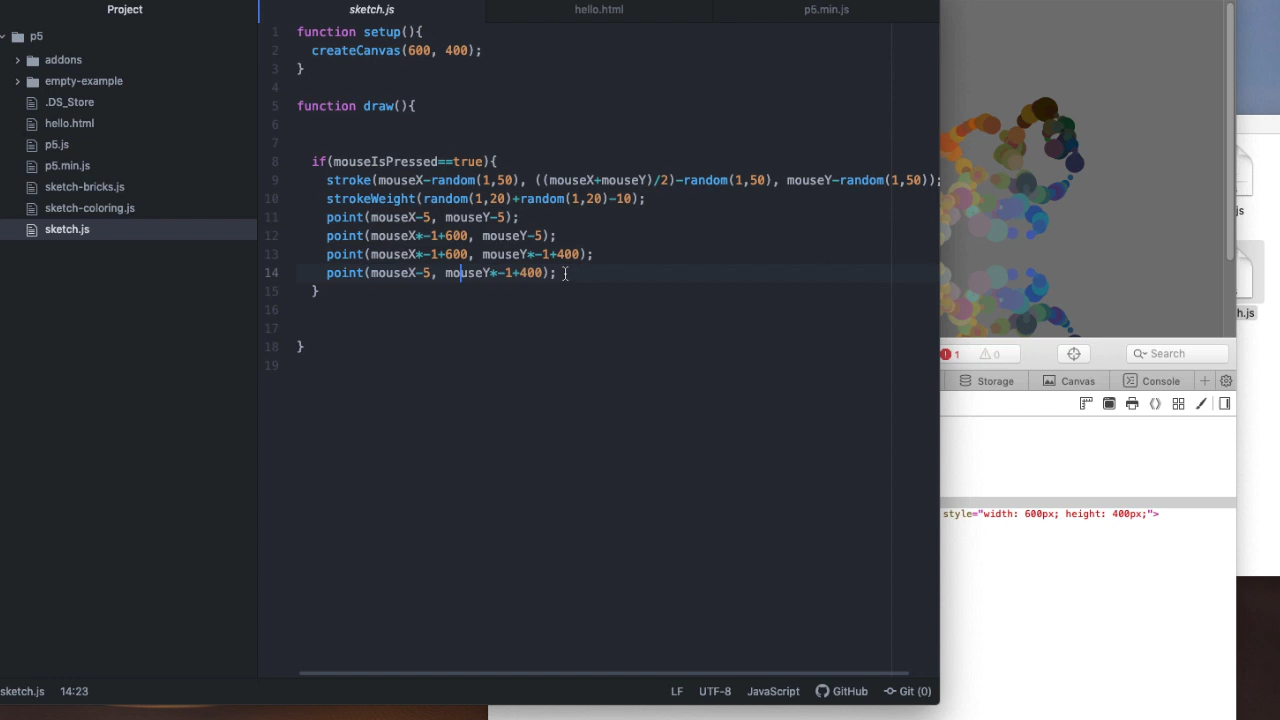 Project
p5
addons
empty-example
.DS_Store
hello.html
p5.js
p5.min.js
sketch-bricks.js
sketch-coloring.js
sketch.js
sketch.js hello.html p5.min.js
1 function setup(){
2 createCanvas(600, 400);
3 }
4
5 function draw(){
6
7
8 if(mouseIsPressed==true){
9 stroke(mouseX-random(1,50), ((mouseX+mouseY)/2)-random(1,50), mouseY-random(1,50));
10 strokeWeight(random(1,20)+random(1,20)-10);
11 point(mouseX-5, mouseY-5);
12 point(mouseX*-1+600, mouseY-5);
13 point(mouseX*-1+600, mouseY*-1+400);
14 point(mouseX-5, mouseY*-1+400);
15 }
16
17
18 }
19
sketch.js 14:23 LF UTF-8 JavaScript GitHub Git (0)
1 0 Search
Storage Canvas Console +
style="width: 600px; height: 400px;">
js
h.js